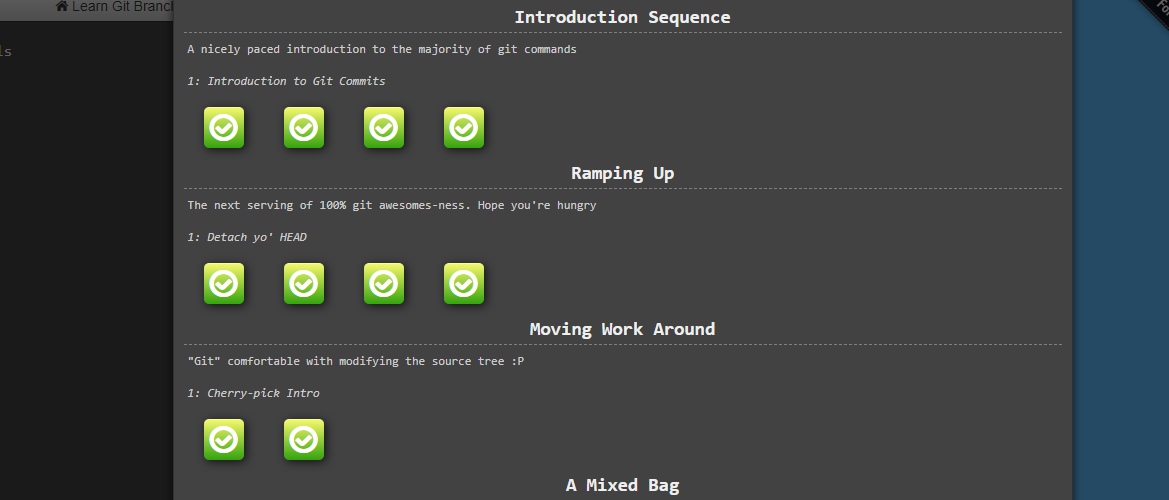 Learn Git Branc
ls
Introduction Sequence
A nicely paced introduction to the majority of git commands
1: Introduction to Git Commits
Ramping Up
The next serving of 100% git awesomes-ness. Hope you're hungry
1: Detach yo' HEAD
Moving Work Around
"Git" comfortable with modifying the source tree :P
1: Cherry-pick Intro
A Mixed Bag